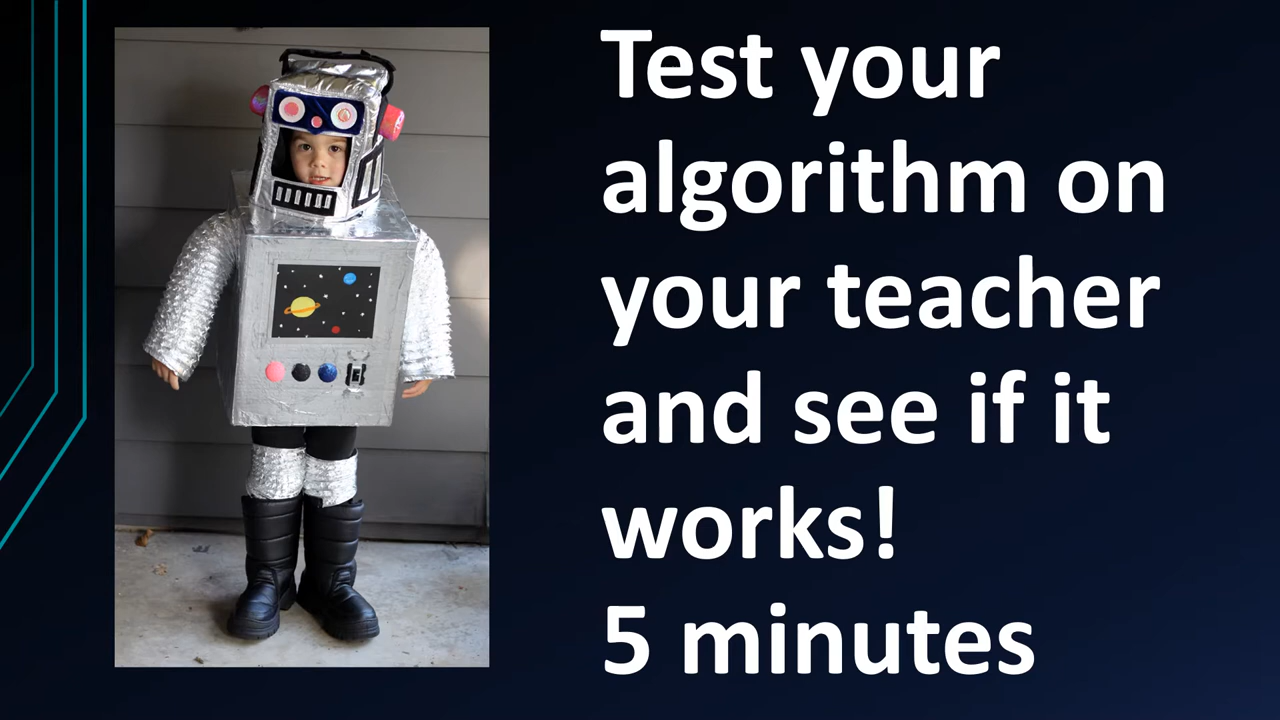 Test your
algorithm on
your teacher
and see if it
works!
5 minutes